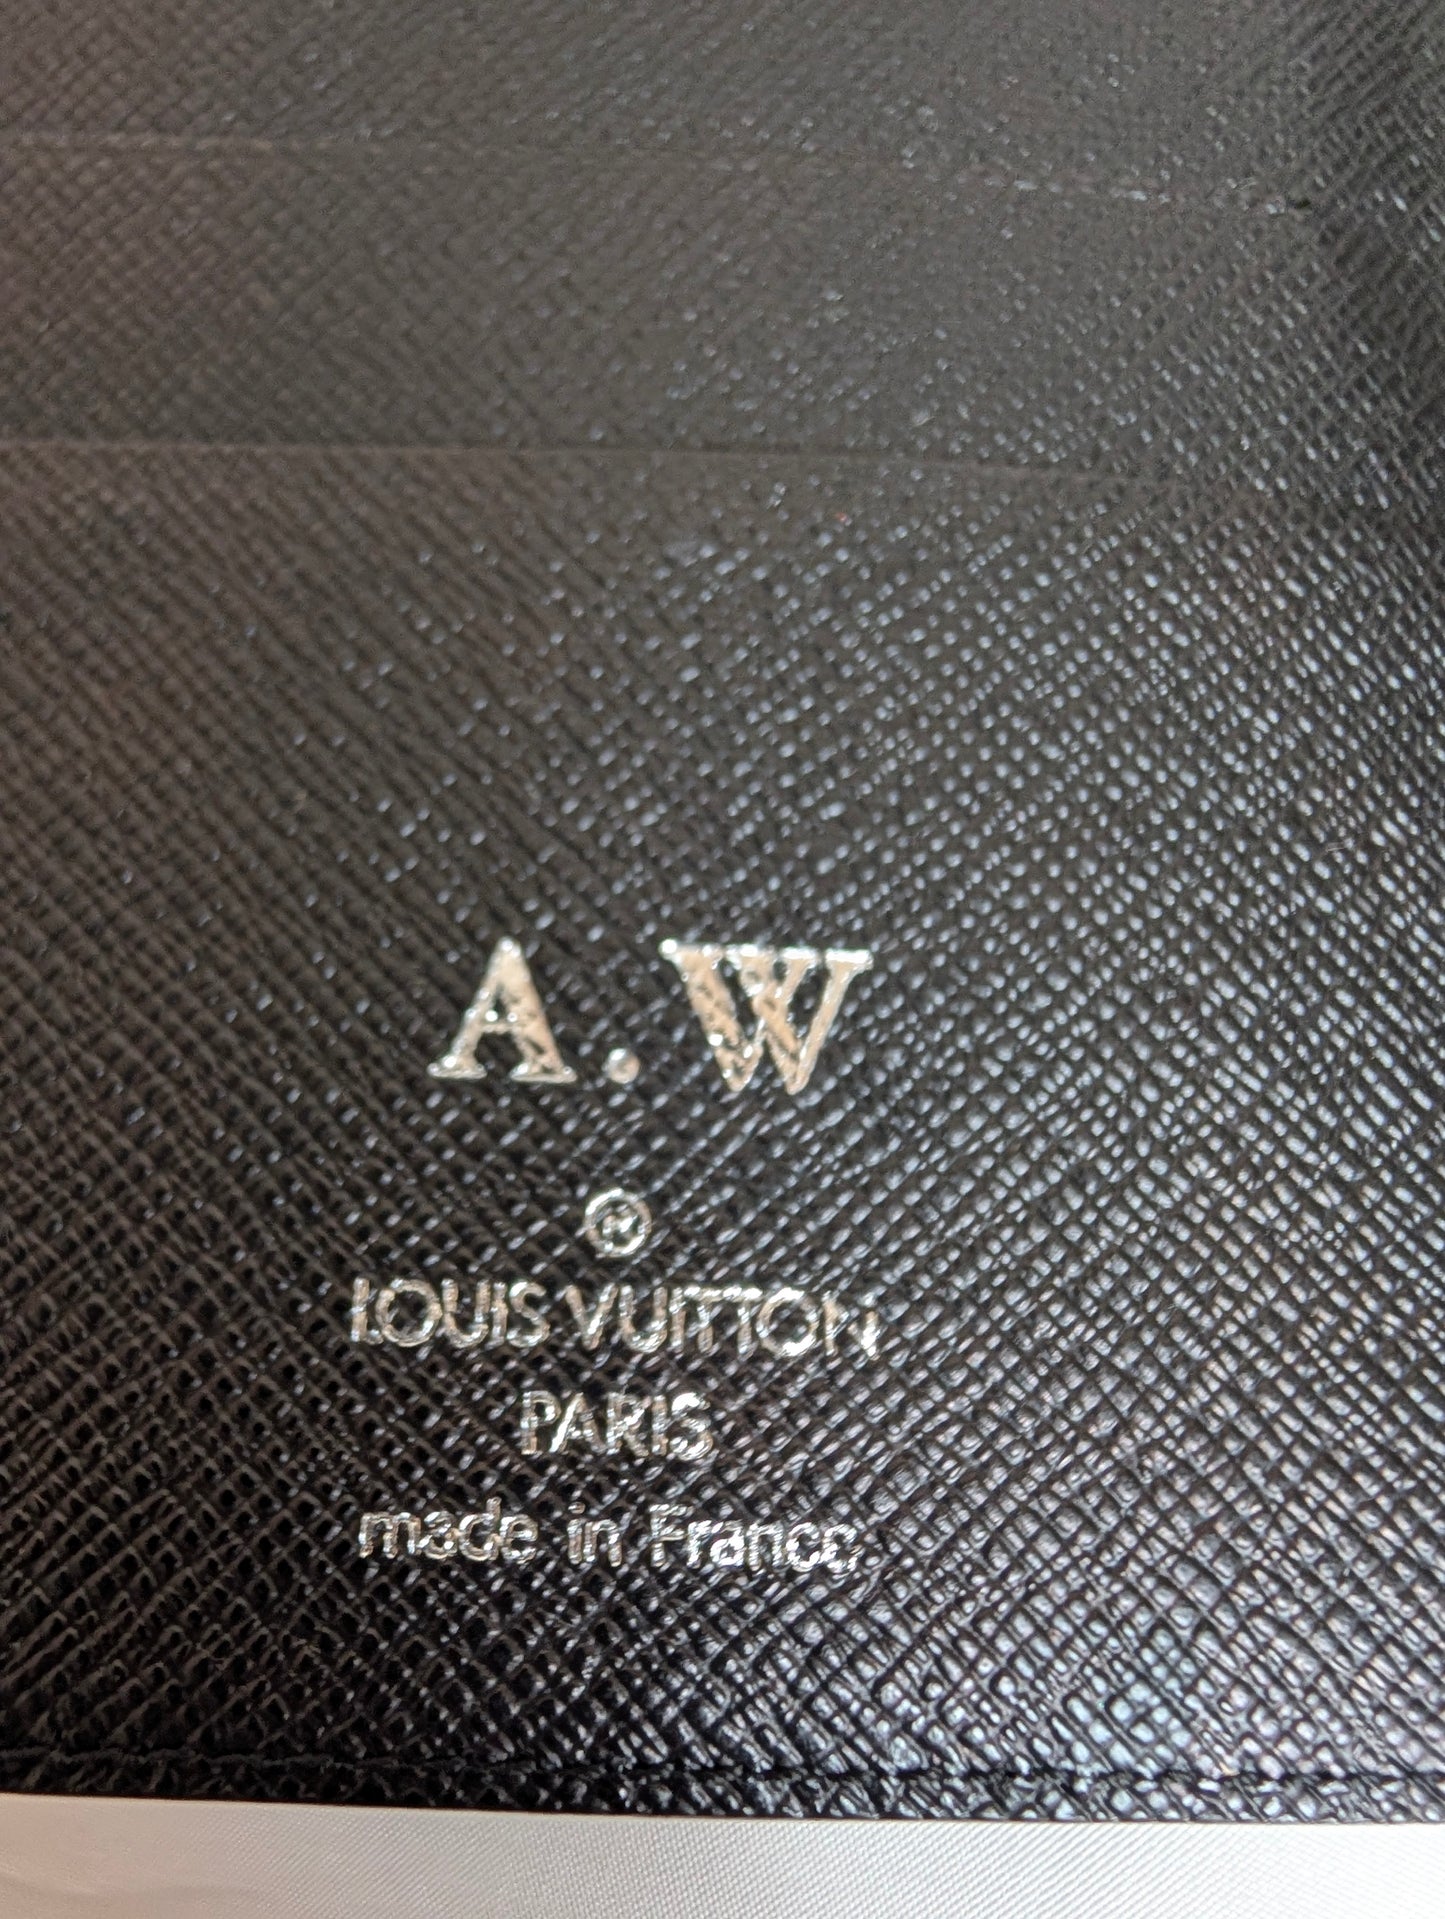 A.W
®
LOUIS VUITTON
PARIS
made in France